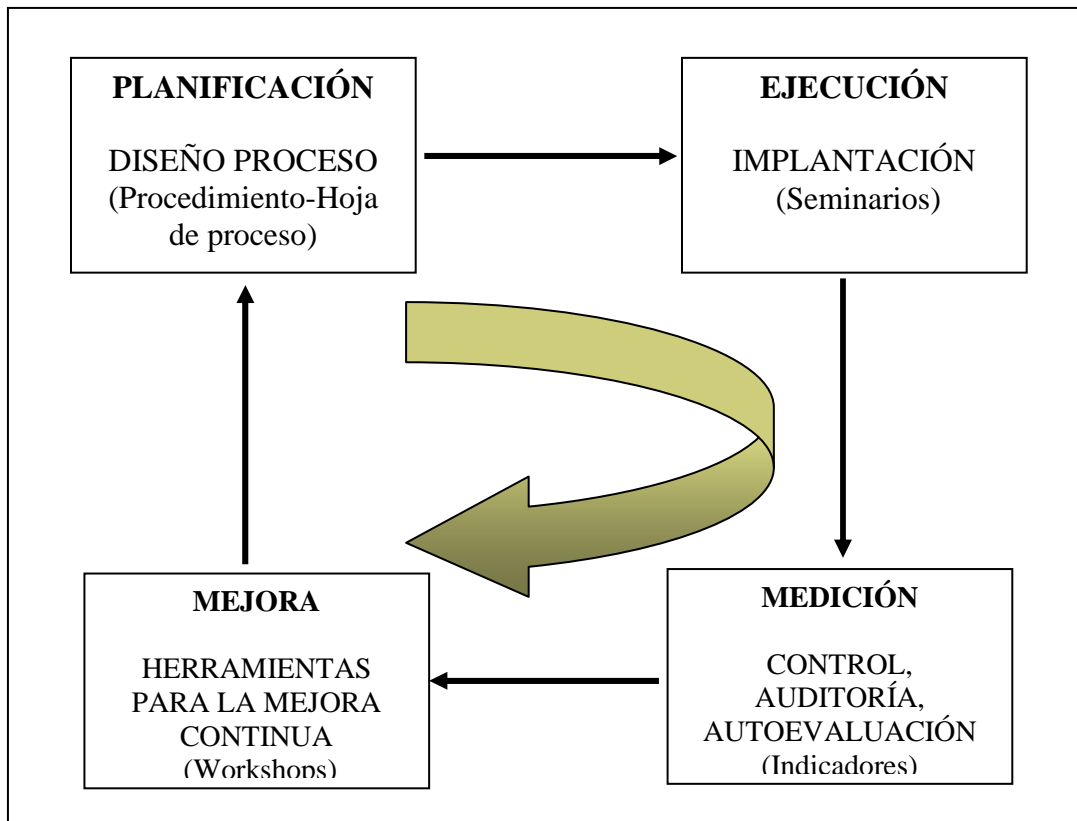 PLANIFICACIÓN
DISEÑO PROCESO
(Procedimiento-Hoja
de proceso)
EJECUCIÓN
IMPLANTACIÓN
(Seminarios)
MEJORA
HERRAMIENTAS
PARA LA MEJORA
CONTINUA
(Workshops)
MEDICIÓN
CONTROL,
AUDITORÍA,
AUTOEVALUACIÓN
(Indicadores)